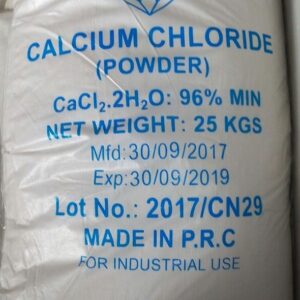 CALCIUM CHLORIDE
(POWDER)
CaCl₂.2H₂O: 96% MIN
NET WEIGHT: 25 KGS
Mfd: 30/09/2017
Exp: 30/09/2019
Lot No.: 2017/CN29
MADE IN P.R.C
FOR INDUSTRIAL USE